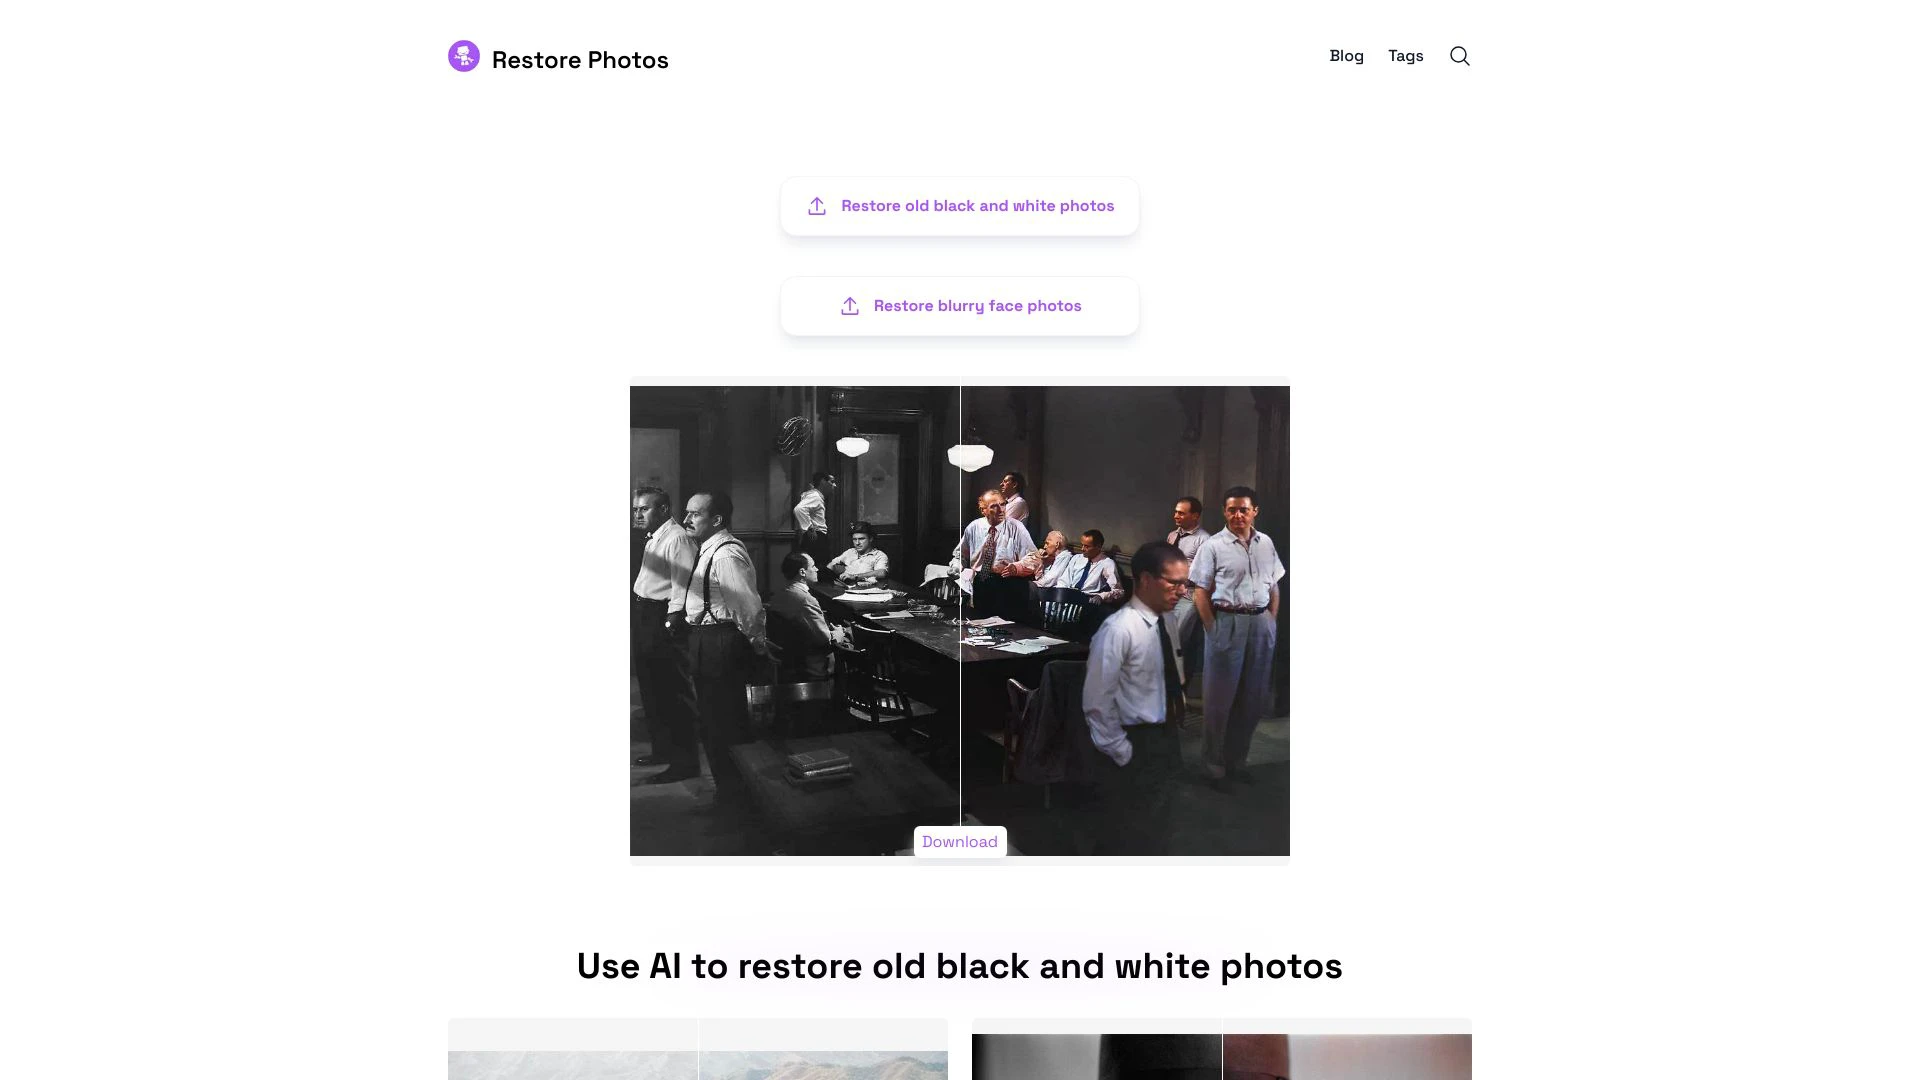 Restore Photos
Blog
Tags
Restore old black and white photos
Restore blurry face photos
Download
Use AI to restore old black and white photos